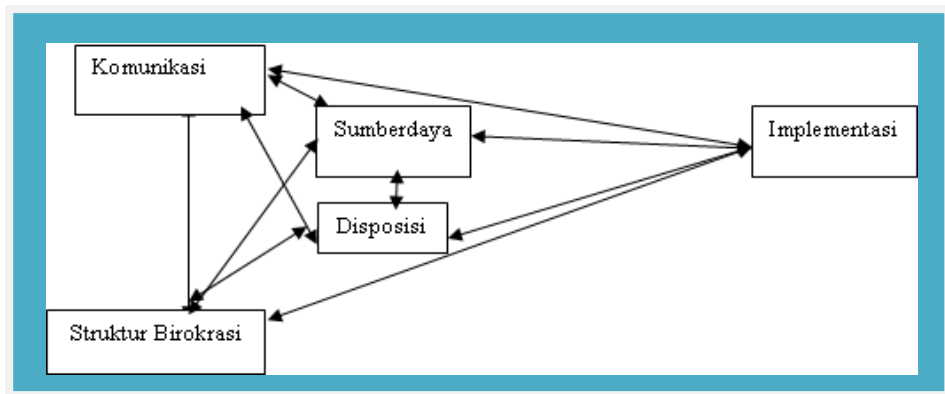 Komunikasi
Sumberdaya
Implementasi
Disposisi
Struktur Birokrasi